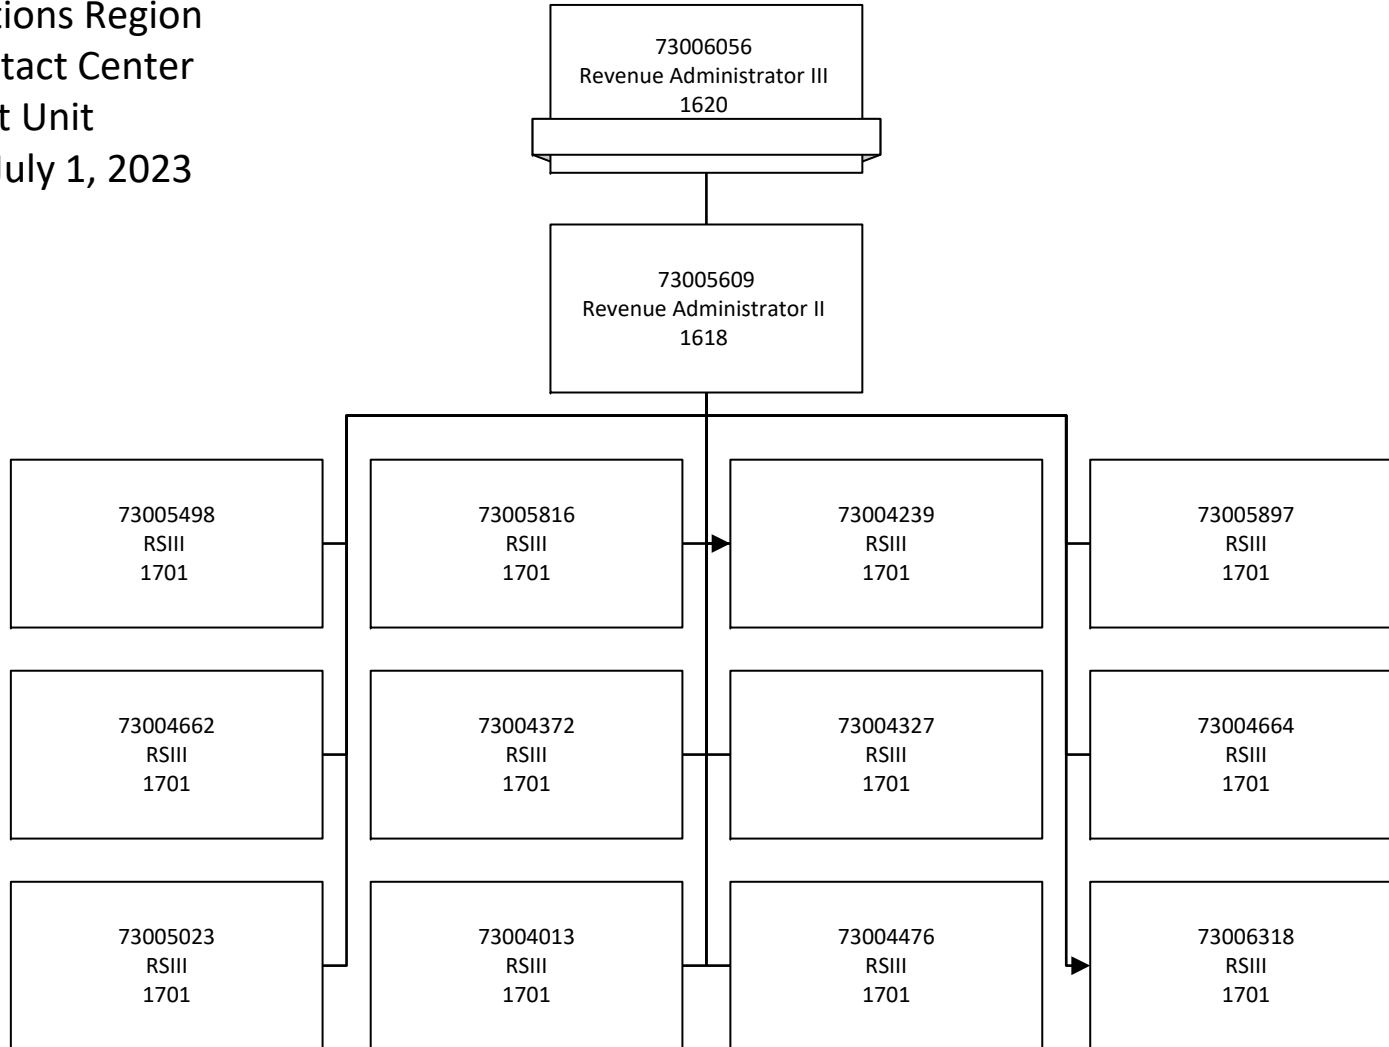 Region
Center
Unit
July 1, 2023
73006056
Revenue Administrator III
1620
73005609
Revenue Administrator II
1618
73005498
RSIII
1701
73005816
RSIII
1701
73004239
RSIII
1701
73005897
RSIII
1701
73004662
RSIII
1701
73004372
RSIII
1701
73004327
RSIII
1701
73004664
RSIII
1701
73005023
RSIII
1701
73004013
RSIII
1701
73004476
RSIII
1701
73006318
RSIII
1701